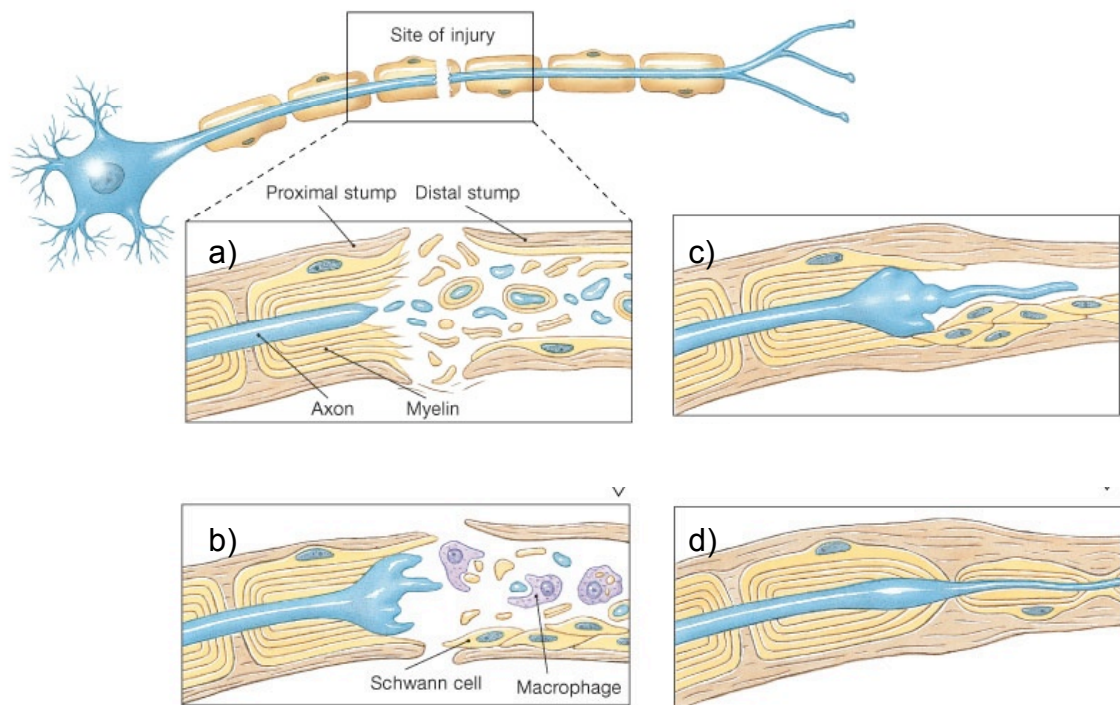 Site of injury
Proximal stump
Distal stump
a)
Axon
Myelin
c)
b)
Schwann cell
Macrophage
d)